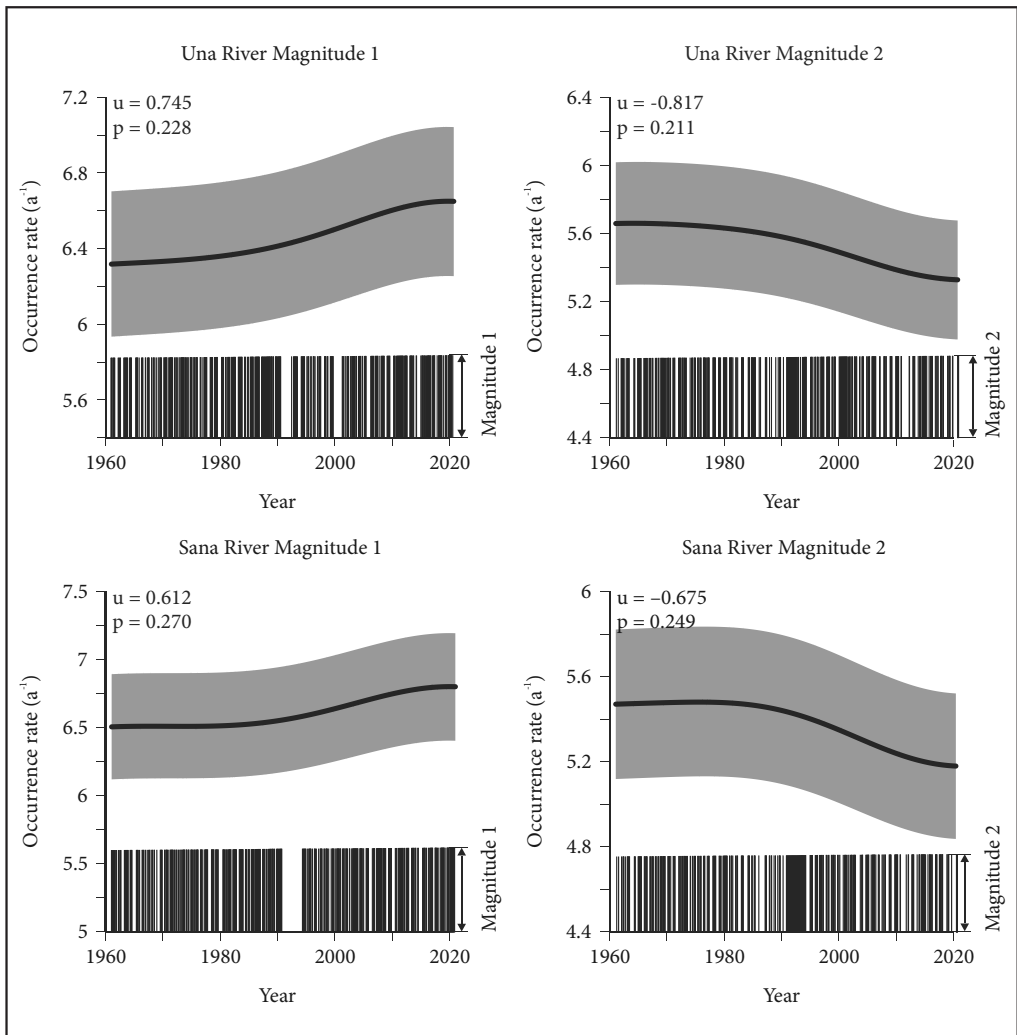 Una River Magnitude 1
u = 0.745
p = 0.228
7.2
6.8
6.4
6
5.6
Occurrence rate (a⁻¹)
Magnitude 1
1960 1980 2000 2020
Year
Una River Magnitude 2
u = -0.817
p = 0.211
6.4
6
5.6
5.2
4.8
4.4
Occurrence rate (a⁻¹)
Magnitude 2
1960 1980 2000 2020
Year
Sana River Magnitude 1
u = 0.612
p = 0.270
7.5
7
6.5
6
5.5
5
Occurrence rate (a⁻¹)
Magnitude 1
1960 1980 2000 2020
Year
Sana River Magnitude 2
u = −0.675
p = 0.249
6
5.6
5.2
4.8
4.4
Occurrence rate (a⁻¹)
Magnitude 2
1960 1980 2000 2020
Year